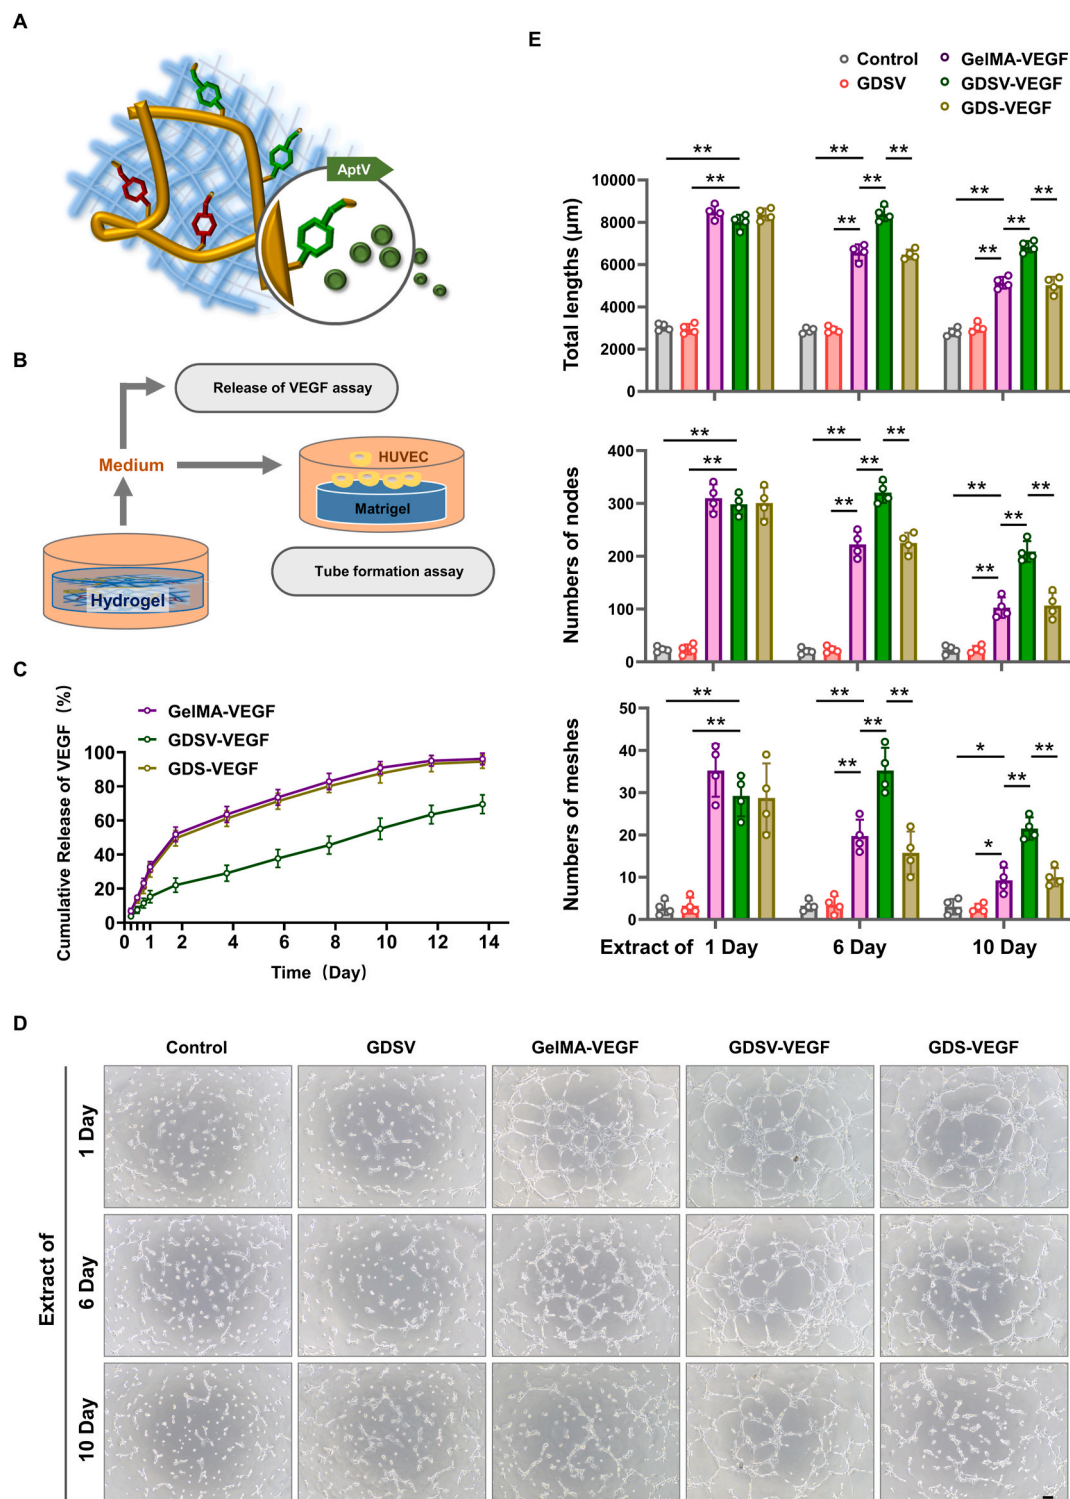 A
AptV
B
Release of VEGF assay
Medium
HUVEC
Matrigel
Hydrogel
Tube formation assay
C
GelMA-VEGF
GDSV-VEGF
GDS-VEGF
Cumulative Release of VEGF (%)
100
80
60
40
20
0
0 1 2 4 6 8 10 12 14
Time (Day)
E
Control
GDSV
GelMA-VEGF
GDSV-VEGF
GDS-VEGF
Total lengths (μm)
10000
8000
6000
4000
2000
0
** ** ** ** ** ** ** ** ** **
Numbers of nodes
400
300
200
100
0
** ** ** ** ** ** ** ** ** **
Numbers of meshes
50
40
30
20
10
0
** ** ** ** ** ** * * ** **
Extract of 1 Day 6 Day 10 Day
D
Control GDSV GelMA-VEGF GDSV-VEGF GDS-VEGF
Extract of
1 Day
6 Day
10 Day